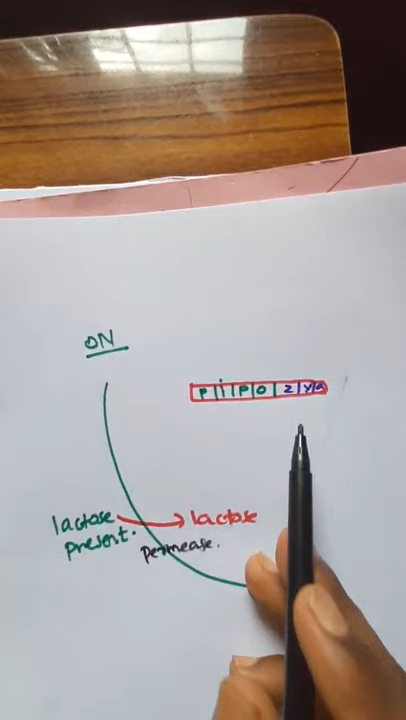 ON
P i P O z y a
lactose lactose
present.
permease.